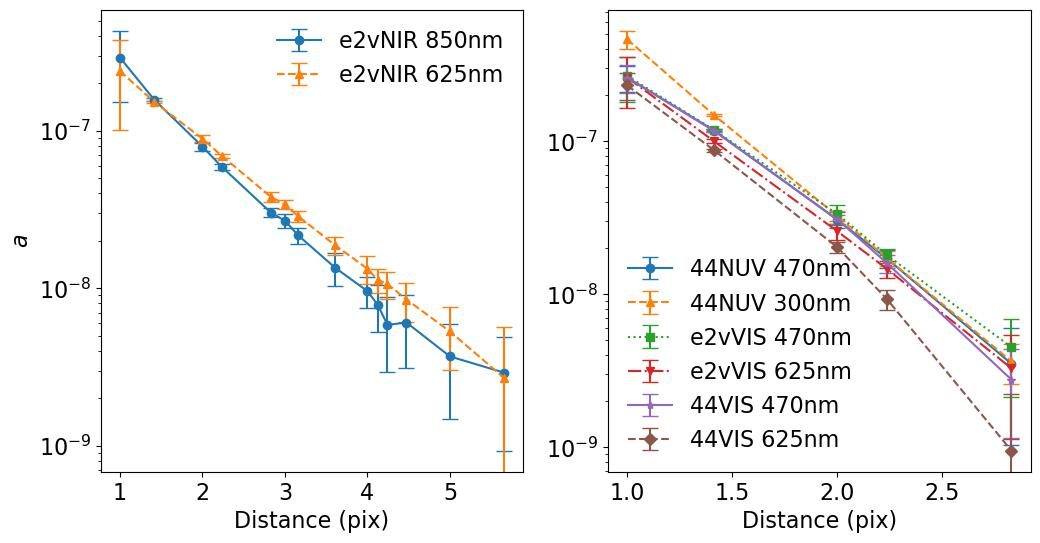 e2vNIR 850nm
e2vNIR 625nm
10⁻⁷
10⁻⁸
10⁻⁹
a
1 2 3 4 5
Distance (pix)
10⁻⁷
10⁻⁸
10⁻⁹
44NUV 470nm
44NUV 300nm
e2vVIS 470nm
e2vVIS 625nm
44VIS 470nm
44VIS 625nm
1.0 1.5 2.0 2.5
Distance (pix)